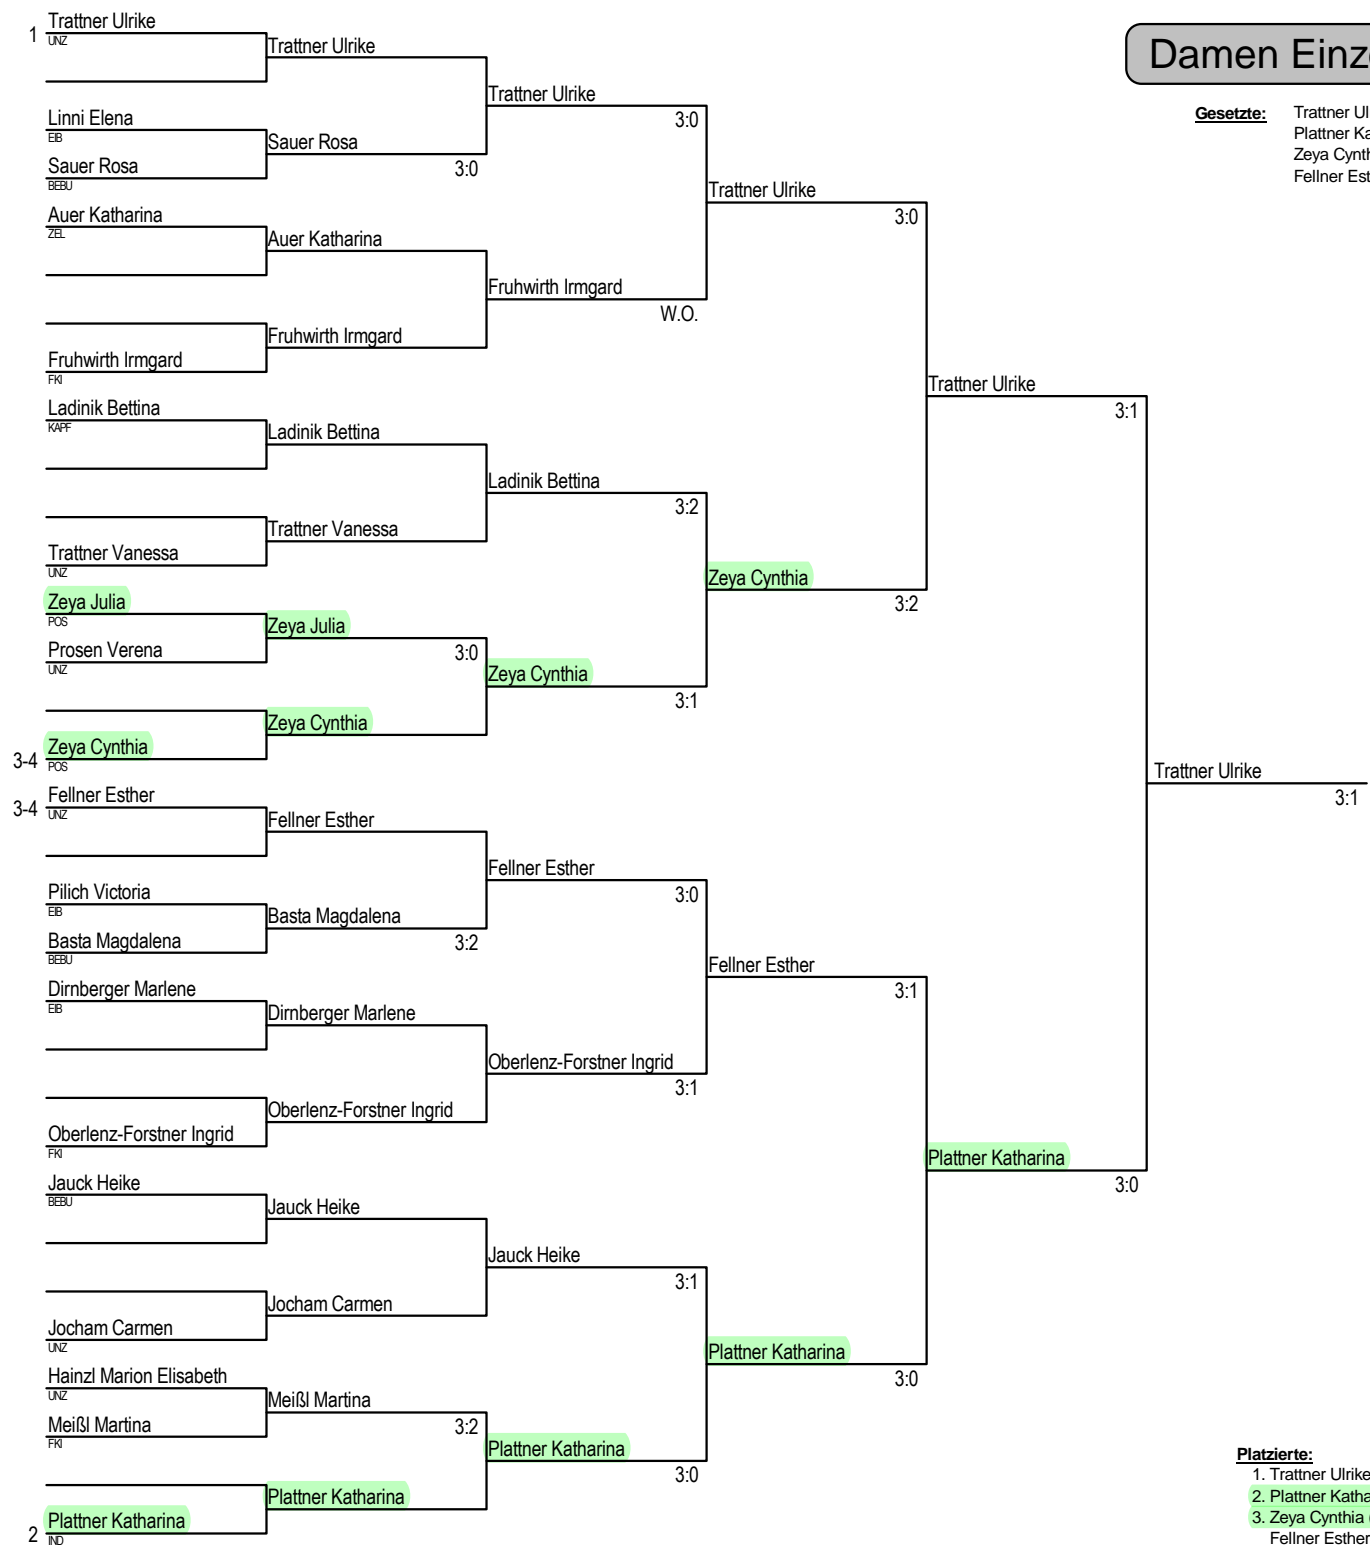 Damen Einz
Gesetzte: Trattner Ul
Plattner Ka
Zeya Cynth
Fellner Est
1 Trattner Ulrike
UNZ
Trattner Ulrike
Trattner Ulrike
3:0
Linni Elena
EIB
Sauer Rosa
3:0
Sauer Rosa
BEBU
Trattner Ulrike
3:0
Auer Katharina
ZEL
Auer Katharina
Fruhwirth Irmgard
W.O.
Fruhwirth Irmgard
Fruhwirth Irmgard
FKI
Trattner Ulrike
3:1
Ladinik Bettina
KAPF
Ladinik Bettina
Ladinik Bettina
3:2
Trattner Vanessa
Trattner Vanessa
UNZ
Zeya Cynthia
3:2
Zeya Julia
POS
Zeya Julia
3:0
Prosen Verena
UNZ
Zeya Cynthia
3:1
Zeya Cynthia
3-4 Zeya Cynthia
POS
Trattner Ulrike
3:1
3-4 Fellner Esther
UNZ
Fellner Esther
Fellner Esther
3:0
Pilich Victoria
EIB
Basta Magdalena
3:2
Basta Magdalena
BEBU
Fellner Esther
3:1
Dirnberger Marlene
EIB
Dirnberger Marlene
Oberlenz-Forstner Ingrid
3:1
Oberlenz-Forstner Ingrid
Oberlenz-Forstner Ingrid
FKI
Plattner Katharina
3:0
Jauck Heike
BEBU
Jauck Heike
Jauck Heike
3:1
Jocham Carmen
Jocham Carmen
UNZ
Plattner Katharina
3:0
Hainzl Marion Elisabeth
UNZ
Meißl Martina
3:2
Meißl Martina
FKI
Plattner Katharina
3:0
Plattner Katharina
2 Plattner Katharina
IND
Platzierte:
1. Trattner Ulrike
2. Plattner Katha
3. Zeya Cynthia
Fellner Esther